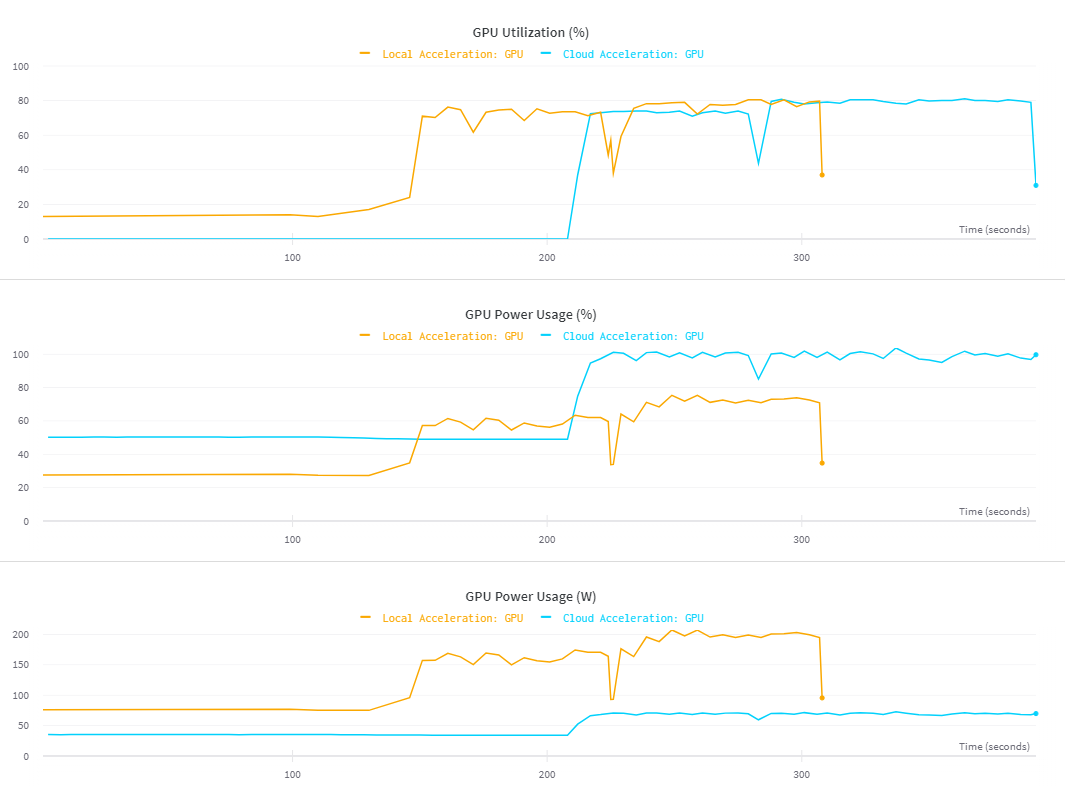 GPU Utilization (%)
Local Acceleration: GPU Cloud Acceleration: GPU
100
80
60
40
20
0
Time (seconds)
100 200 300
GPU Power Usage (%)
Local Acceleration: GPU Cloud Acceleration: GPU
100
80
60
40
20
0
Time (seconds)
100 200 300
GPU Power Usage (W)
Local Acceleration: GPU Cloud Acceleration: GPU
200
150
100
50
0
Time (seconds)
100 200 300